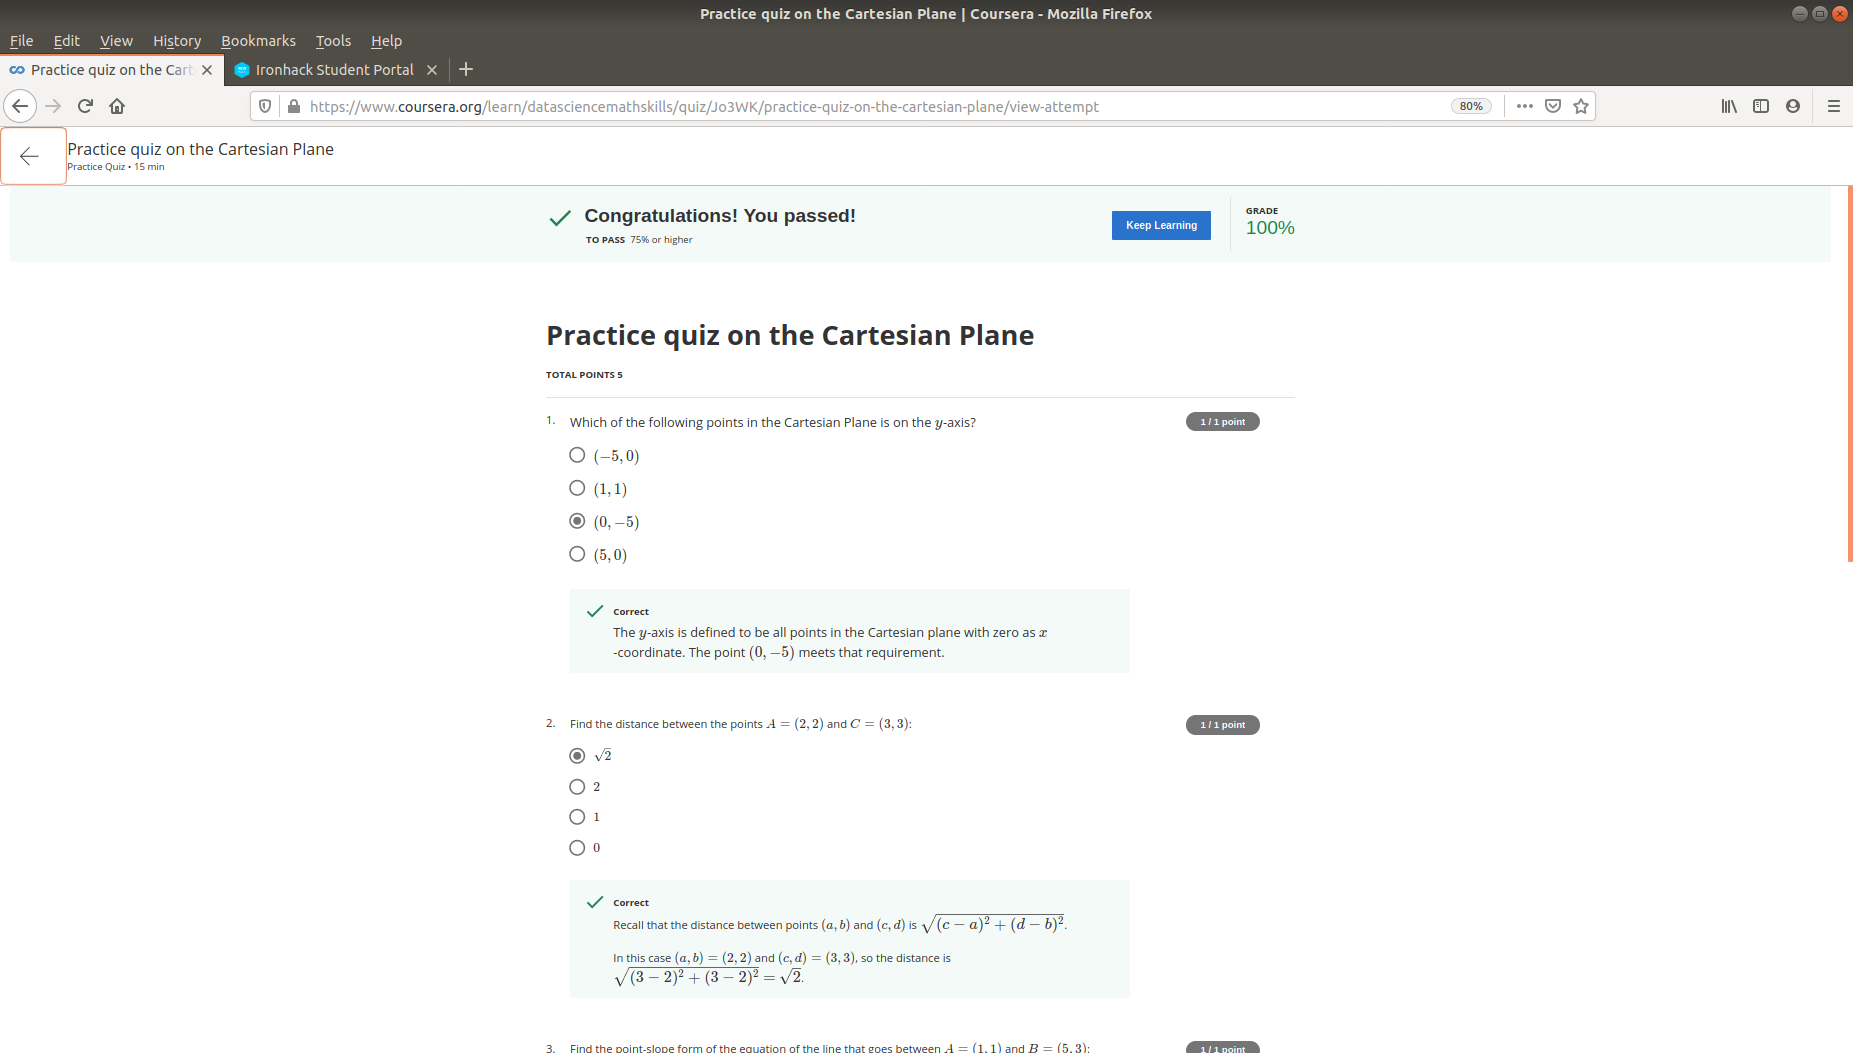 Practice quiz on the Cartesian Plane | Coursera - Mozilla Firefox
File Edit View History Bookmarks Tools Help
Practice quiz on the Cart
Ironhack Student Portal
https://www.coursera.org/learn/datasciencemathskills/quiz/Jo3WK/practice-quiz-on-the-cartesian-plane/view-attempt
80%
Practice quiz on the Cartesian Plane
Practice Quiz • 15 min
Congratulations! You passed!
TO PASS 75% or higher
Keep Learning
GRADE
100%
Practice quiz on the Cartesian Plane
TOTAL POINTS 5
1. Which of the following points in the Cartesian Plane is on the y-axis?
1 / 1 point
(−5, 0)
(1, 1)
(0, −5)
(5, 0)
Correct
The y-axis is defined to be all points in the Cartesian plane with zero as x
-coordinate. The point (0, −5) meets that requirement.
2. Find the distance between the points A = (2, 2) and C = (3, 3):
1 / 1 point
√2
2
1
0
Correct
Recall that the distance between points (a, b) and (c, d) is √(c − a)² + (d − b)².
In this case (a, b) = (2, 2) and (c, d) = (3, 3), so the distance is
√(3 − 2)² + (3 − 2)² = √2.
3. Find the point-slope form of the equation of the line that goes between A = (1, 1) and B = (5, 3):
1 / 1 point